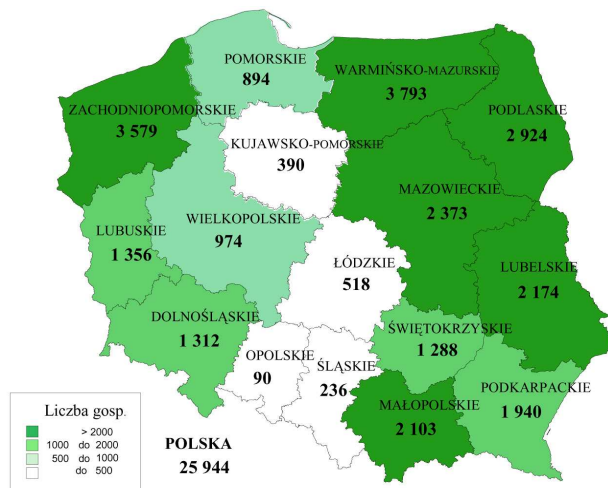 POMORSKIE
894
WARMIŃSKO-MAZURSKIE
3 793
ZACHODNIOPOMORSKIE
3 579
PODLASKIE
2 924
KUJAWSKO-POMORSKIE
390
MAZOWIECKIE
2 373
WIELKOPOLSKIE
974
LUBUSKIE
1 356
ŁÓDZKIE
518
LUBELSKIE
2 174
DOLNOŚLĄSKIE
1 312
ŚWIĘTOKRZYSKIE
1 288
OPOLSKIE
90
ŚLĄSKIE
236
PODKARPACKIE
1 940
MAŁOPOLSKIE
2 103
Liczba gosp.
> 2000
1000 do 2000
500 do 1000
do 500
POLSKA
25 944